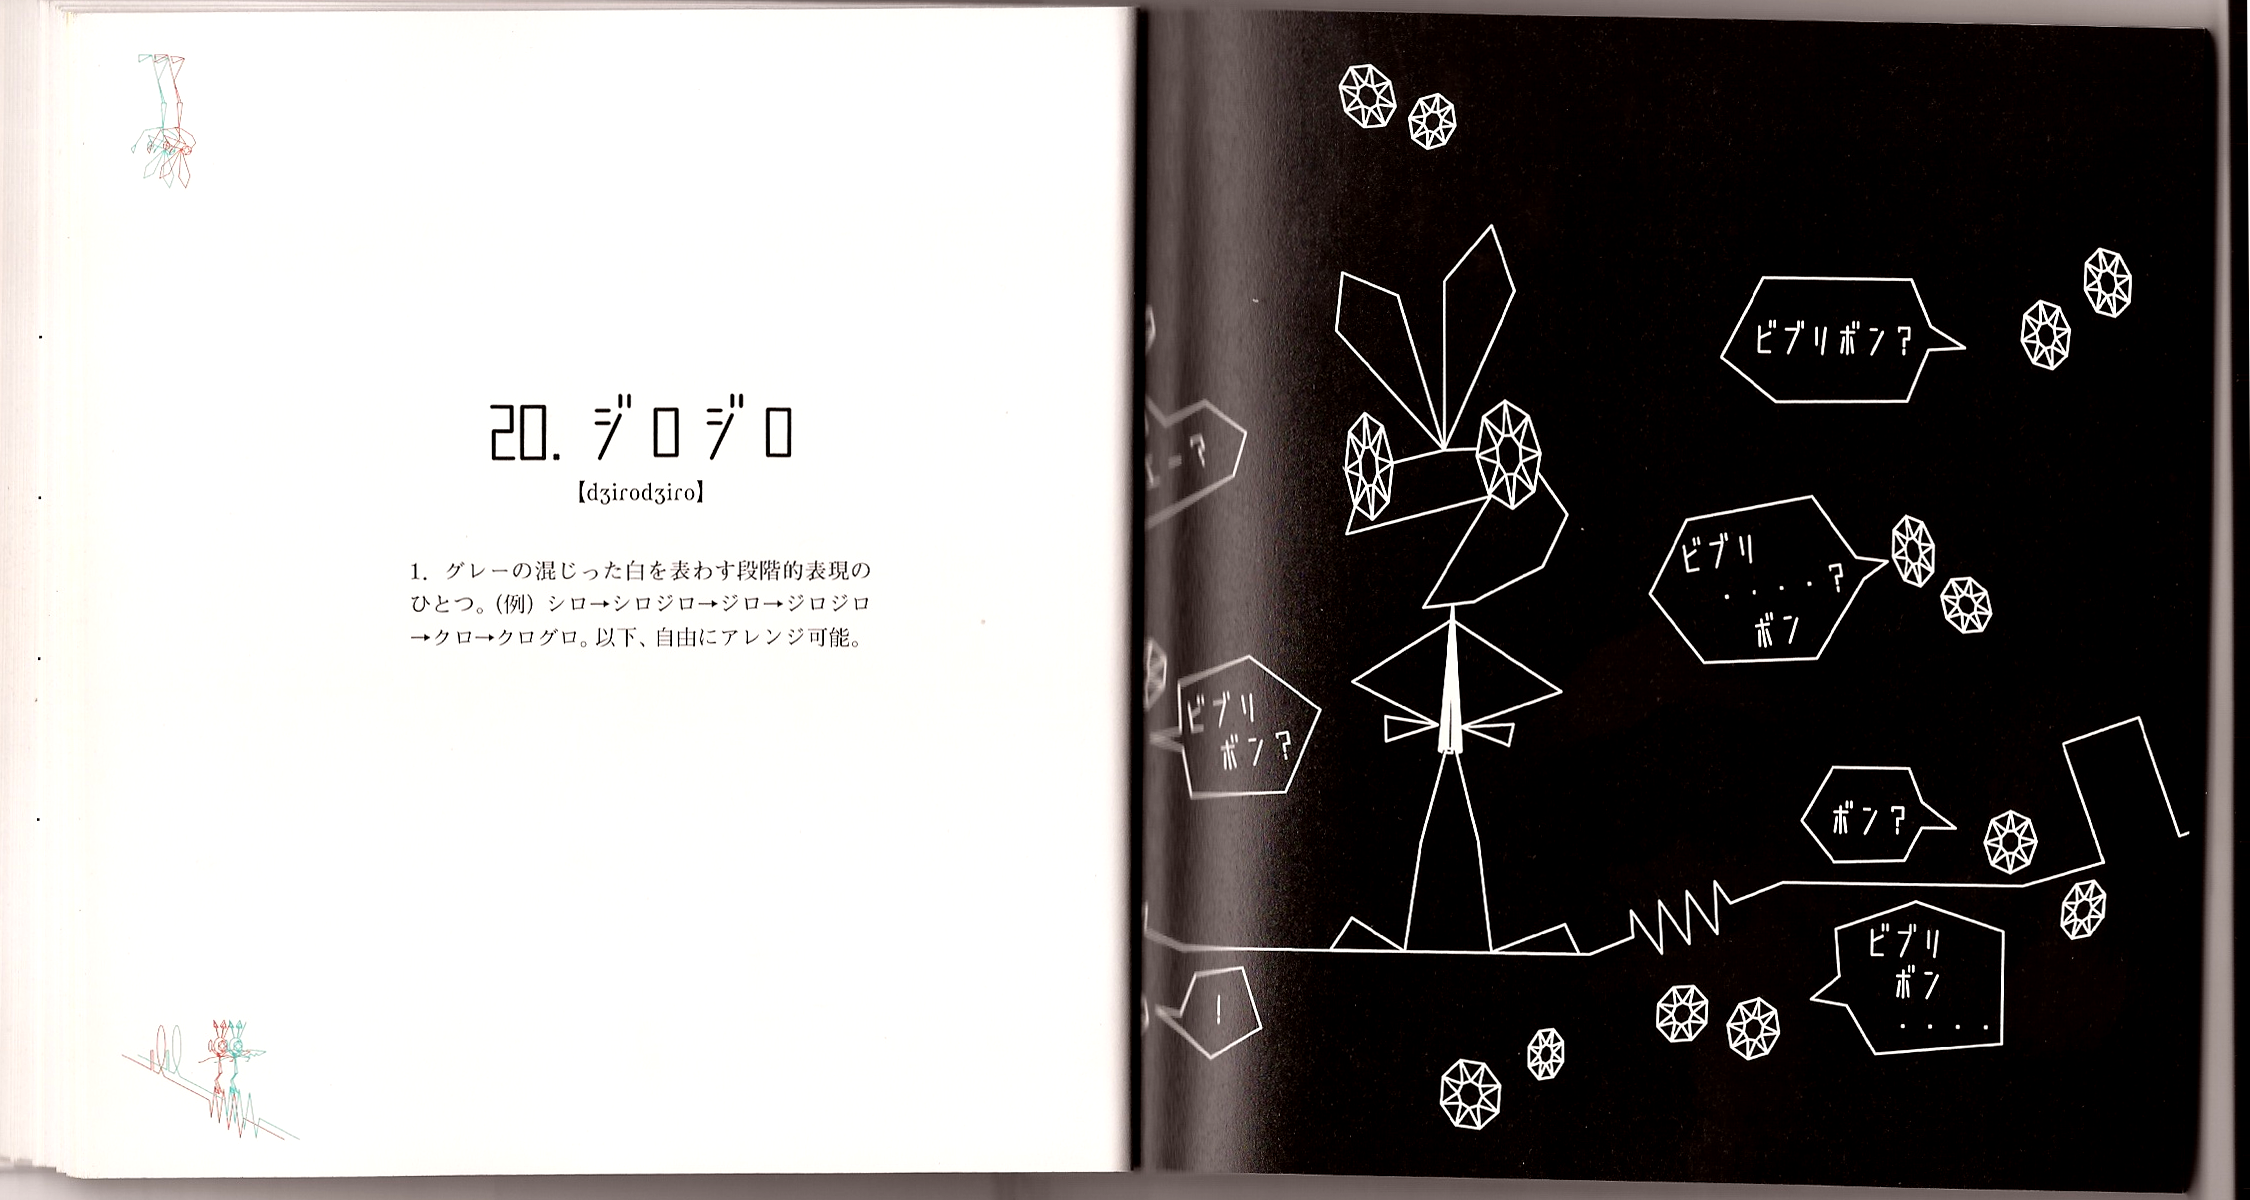 20. ジロジロ
【dʒirodʒiro】
1. グレーの混じった白を表わす段階的表現の
ひとつ。(例) シロ→シロジロ→ジロ→ジロジロ
→クロ→クログロ。以下、自由にアレンジ可能。
ビブリボン?
ビブリ
・・・・?
ボン
ー?
ビブリ
ボン?
ボン?
ビブリ
ボン
・・・・
!